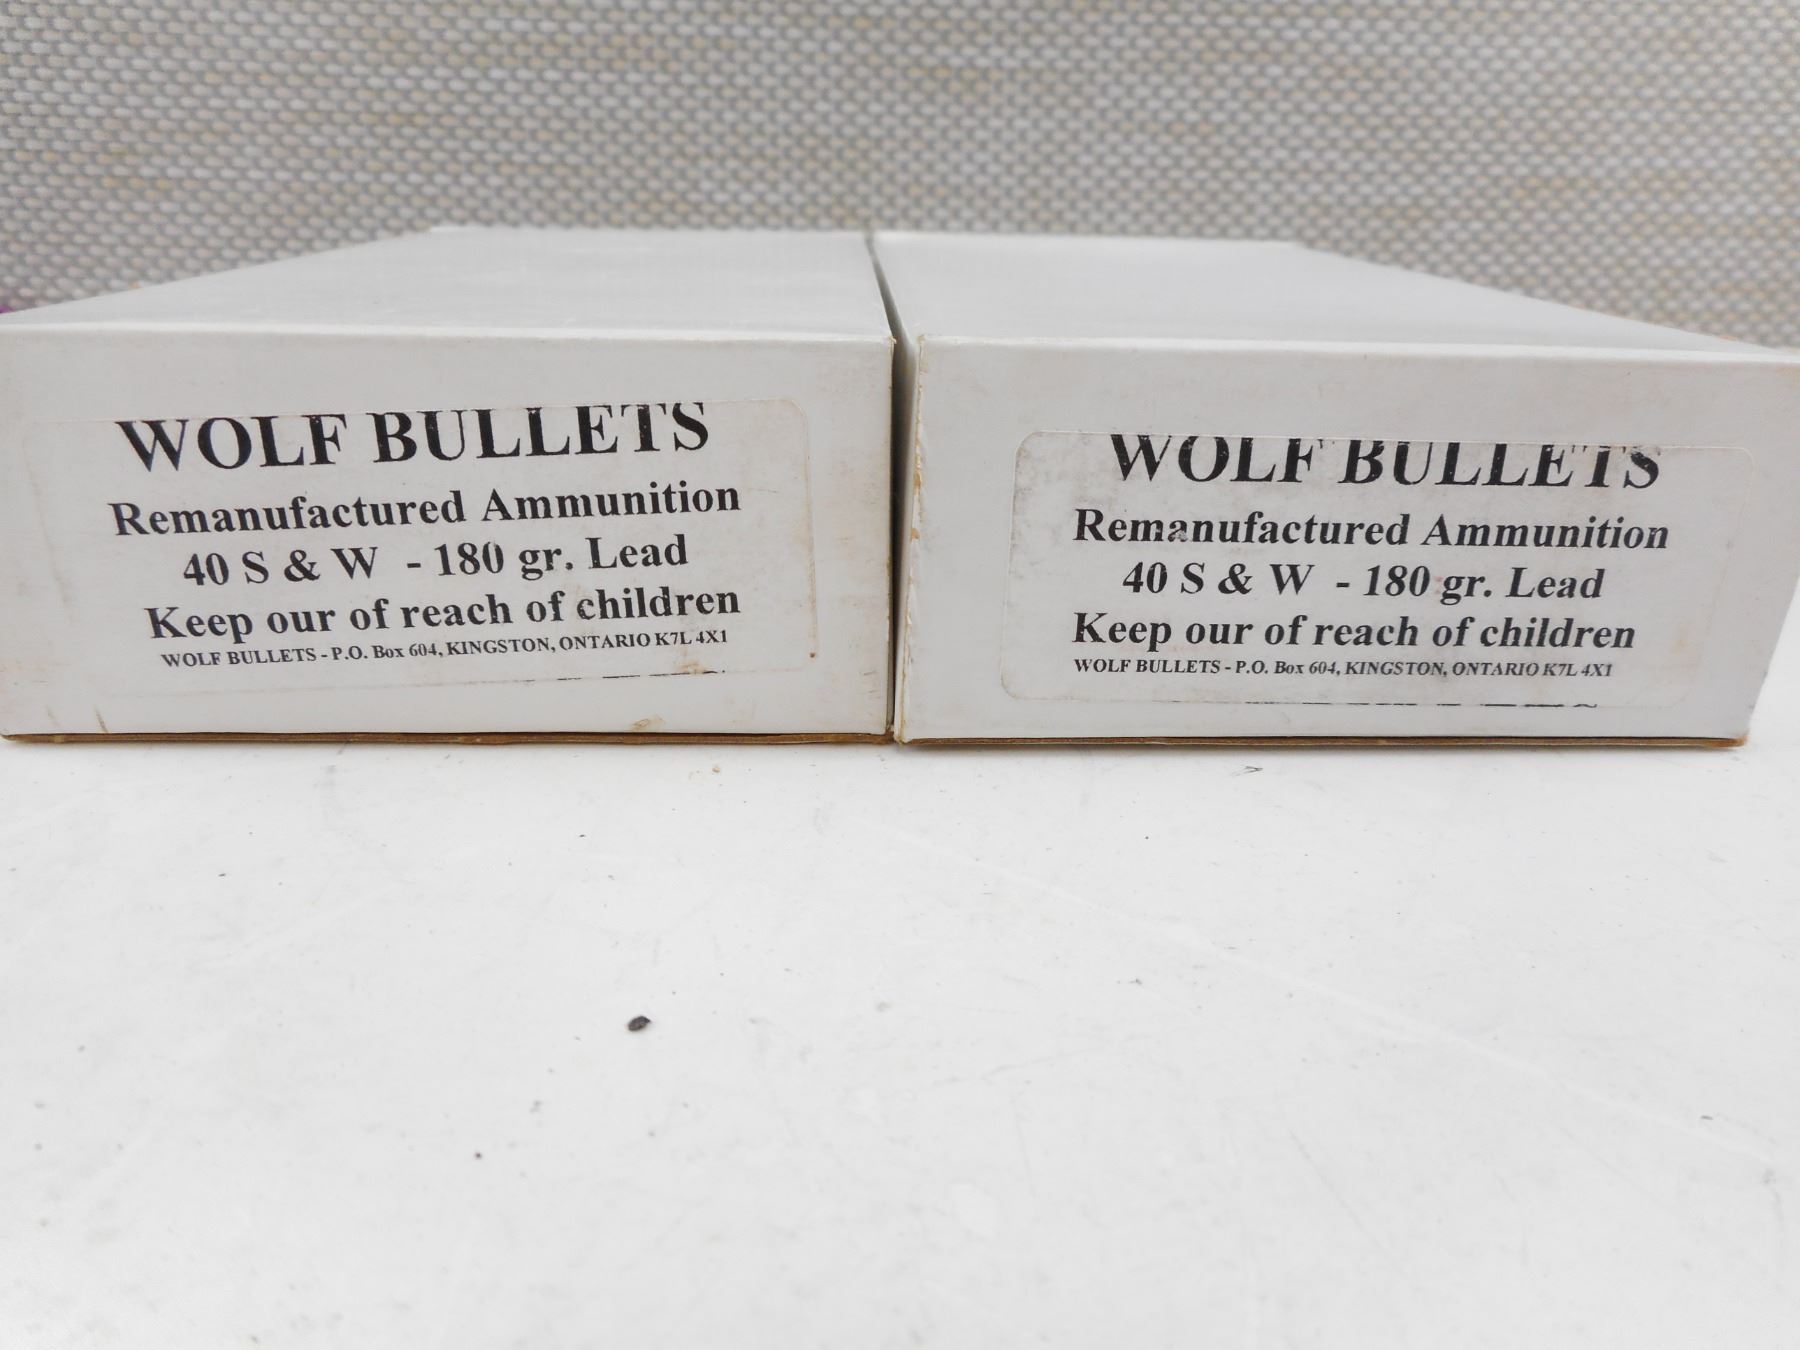 WOLF BULLETS
Remanufactured Ammunition
40 S & W - 180 gr. Lead
Keep our of reach of children
WOLF BULLETS - P.O. Box 604, KINGSTON, ONTARIO K7L 4X1
WOLF BULLETS
Remanufactured Ammunition
40 S & W - 180 gr. Lead
Keep our of reach of children
WOLF BULLETS - P.O. Box 604, KINGSTON, ONTARIO K7L 4X1